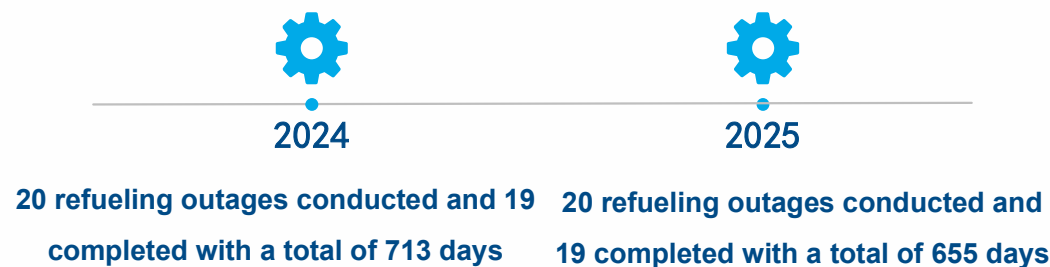 2024
20 refueling outages conducted and 19
completed with a total of 713 days
2025
20 refueling outages conducted and
19 completed with a total of 655 days